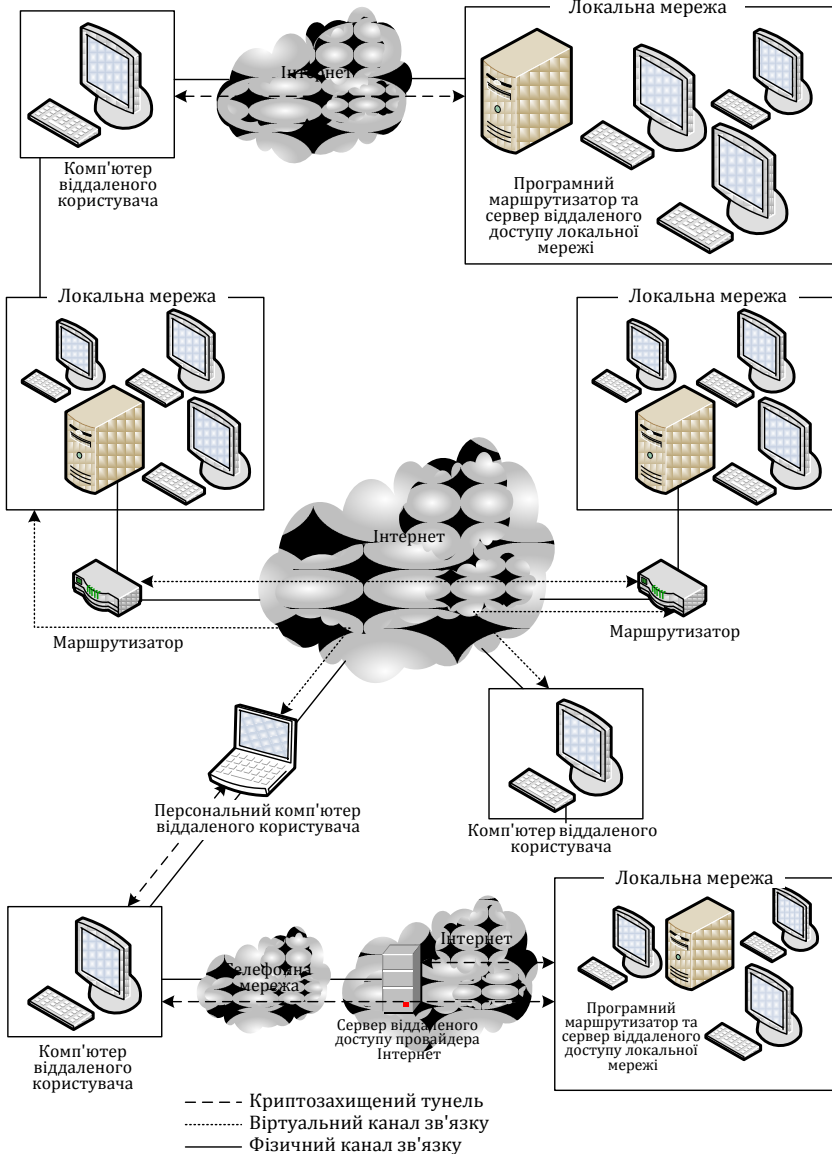 Локальна мережа
Інтернет
Комп'ютер
віддаленого
користувача
Програмний
маршрутизатор та
сервер віддаленого
доступу локальної
мережі
Локальна мережа
Локальна мережа
Інтернет
Маршрутизатор
Маршрутизатор
Персональний комп'ютер
віддаленого користувача
Комп'ютер віддаленого
користувача
Локальна мережа
Інтернет
Телефонна
мережа
Сервер віддаленого
доступу провайдера
Інтернет
Програмний
маршрутизатор та
сервер віддаленого
доступу локальної
мережі
Комп'ютер
віддаленого
користувача
Криптозахищений тунель
Віртуальний канал зв'язку
Фізичний канал зв'язку